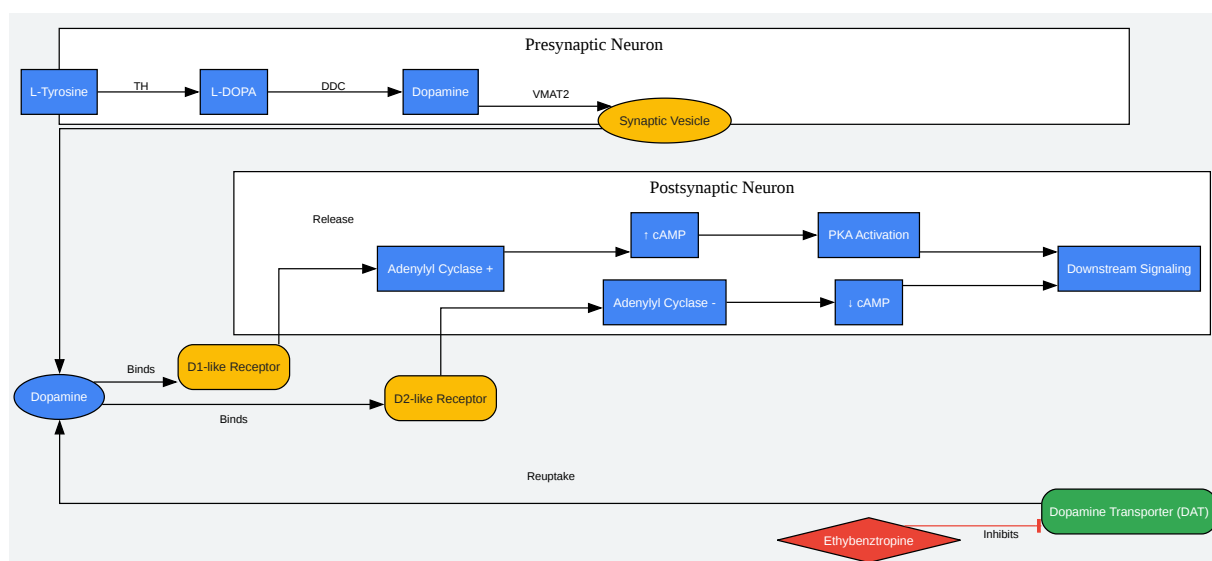 Presynaptic Neuron
L-Tyrosine
TH
L-DOPA
DDC
Dopamine
VMAT2
Synaptic Vesicle
Postsynaptic Neuron
Release
Adenylyl Cyclase +
↑ cAMP
PKA Activation
Downstream Signaling
Adenylyl Cyclase -
↓ cAMP
D1-like Receptor
Binds
Dopamine
D2-like Receptor
Binds
Reuptake
Dopamine Transporter (DAT)
Inhibits
Ethybenztropine